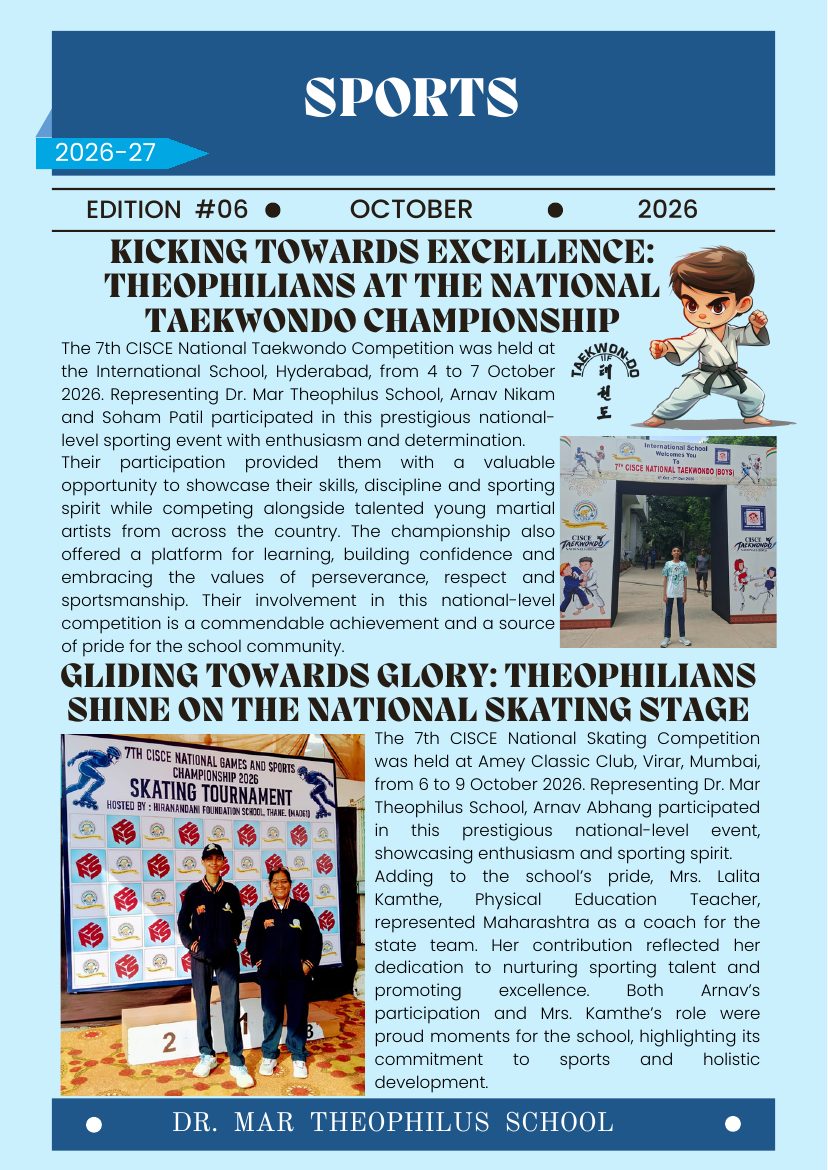 SPORTS
2026-27
EDITION #06 ● OCTOBER ● 2026
KICKING TOWARDS EXCELLENCE:
THEOPHILIANS AT THE NATIONAL
TAEKWONDO CHAMPIONSHIP
The 7th CISCE National Taekwondo Competition was held at
the International School, Hyderabad, from 4 to 7 October
2026. Representing Dr. Mar Theophilus School, Arnav Nikam
and Soham Patil participated in this prestigious national-
level sporting event with enthusiasm and determination.
Their participation provided them with a valuable
opportunity to showcase their skills, discipline and sporting
spirit while competing alongside talented young martial
artists from across the country. The championship also
offered a platform for learning, building confidence and
embracing the values of perseverance, respect and
sportsmanship. Their involvement in this national-level
competition is a commendable achievement and a source
of pride for the school community.
TAEKWON-DO
ITF
태
권
도
International School
Welcomes You
To
7TH CISCE NATIONAL TAEKWONDO (BOYS)
CISCE
TAEKWONDO
CISCE
TAEKWONDO
GLIDING TOWARDS GLORY: THEOPHILIANS
SHINE ON THE NATIONAL SKATING STAGE
7TH CISCE NATIONAL GAMES AND SPORTS
CHAMPIONSHIP 2026
SKATING TOURNAMENT
HOSTED BY : HIRANANDANI FOUNDATION SCHOOL, THANE. (MA061)
2
1
3
The 7th CISCE National Skating Competition
was held at Amey Classic Club, Virar, Mumbai,
from 6 to 9 October 2026. Representing Dr. Mar
Theophilus School, Arnav Abhang participated
in this prestigious national-level event,
showcasing enthusiasm and sporting spirit.
Adding to the school's pride, Mrs. Lalita
Kamthe, Physical Education Teacher,
represented Maharashtra as a coach for the
state team. Her contribution reflected her
dedication to nurturing sporting talent and
promoting excellence. Both Arnav's
participation and Mrs. Kamthe's role were
proud moments for the school, highlighting its
commitment to sports and holistic
development.
● DR. MAR THEOPHILUS SCHOOL ●